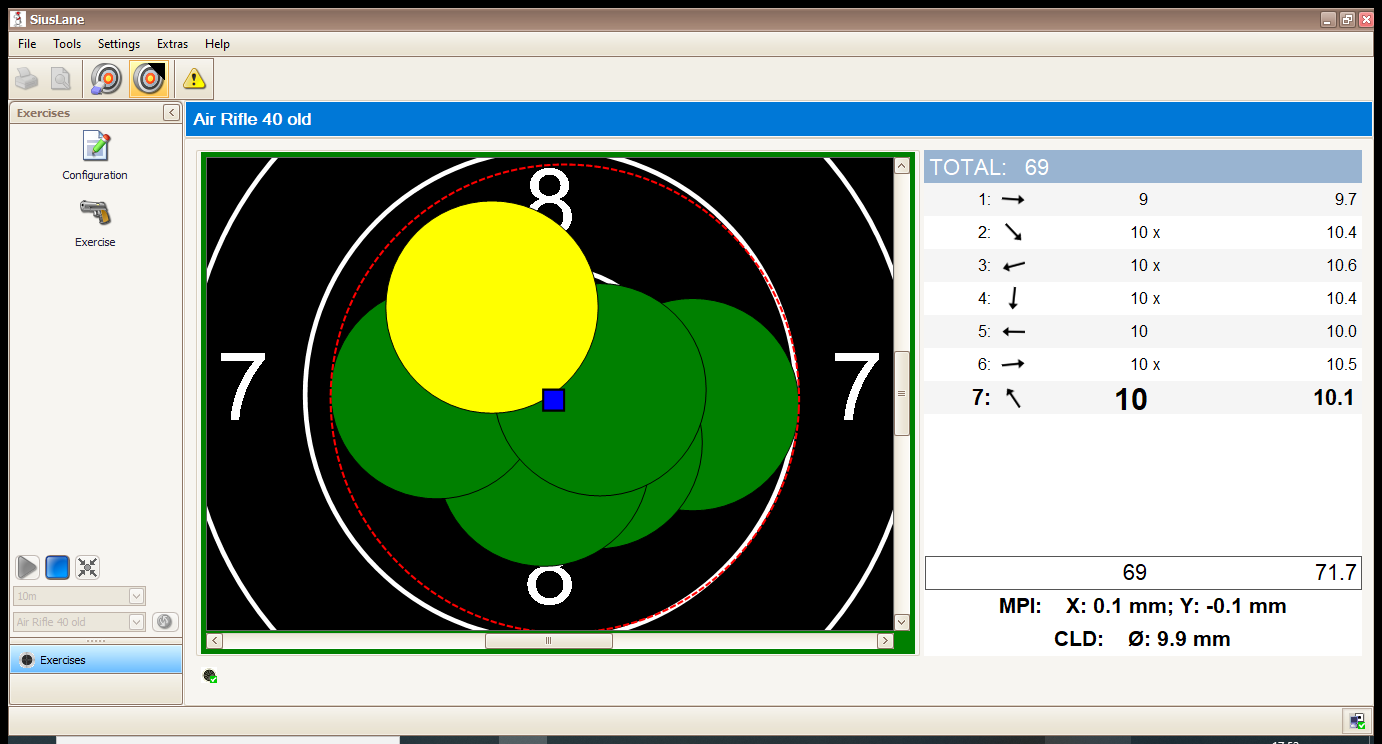 SiusLane
File Tools Settings Extras Help
Exercises
Configuration
Exercise
10m
Air Rifle 40 old
Exercises
Air Rifle 40 old
8
8
7 7
TOTAL: 69
1: 9 9.7
2: 10 x 10.4
3: 10 x 10.6
4: 10 x 10.4
5: 10 10.0
6: 10 x 10.5
7: 10 10.1
69 71.7
MPI: X: 0.1 mm; Y: -0.1 mm
CLD: Ø: 9.9 mm